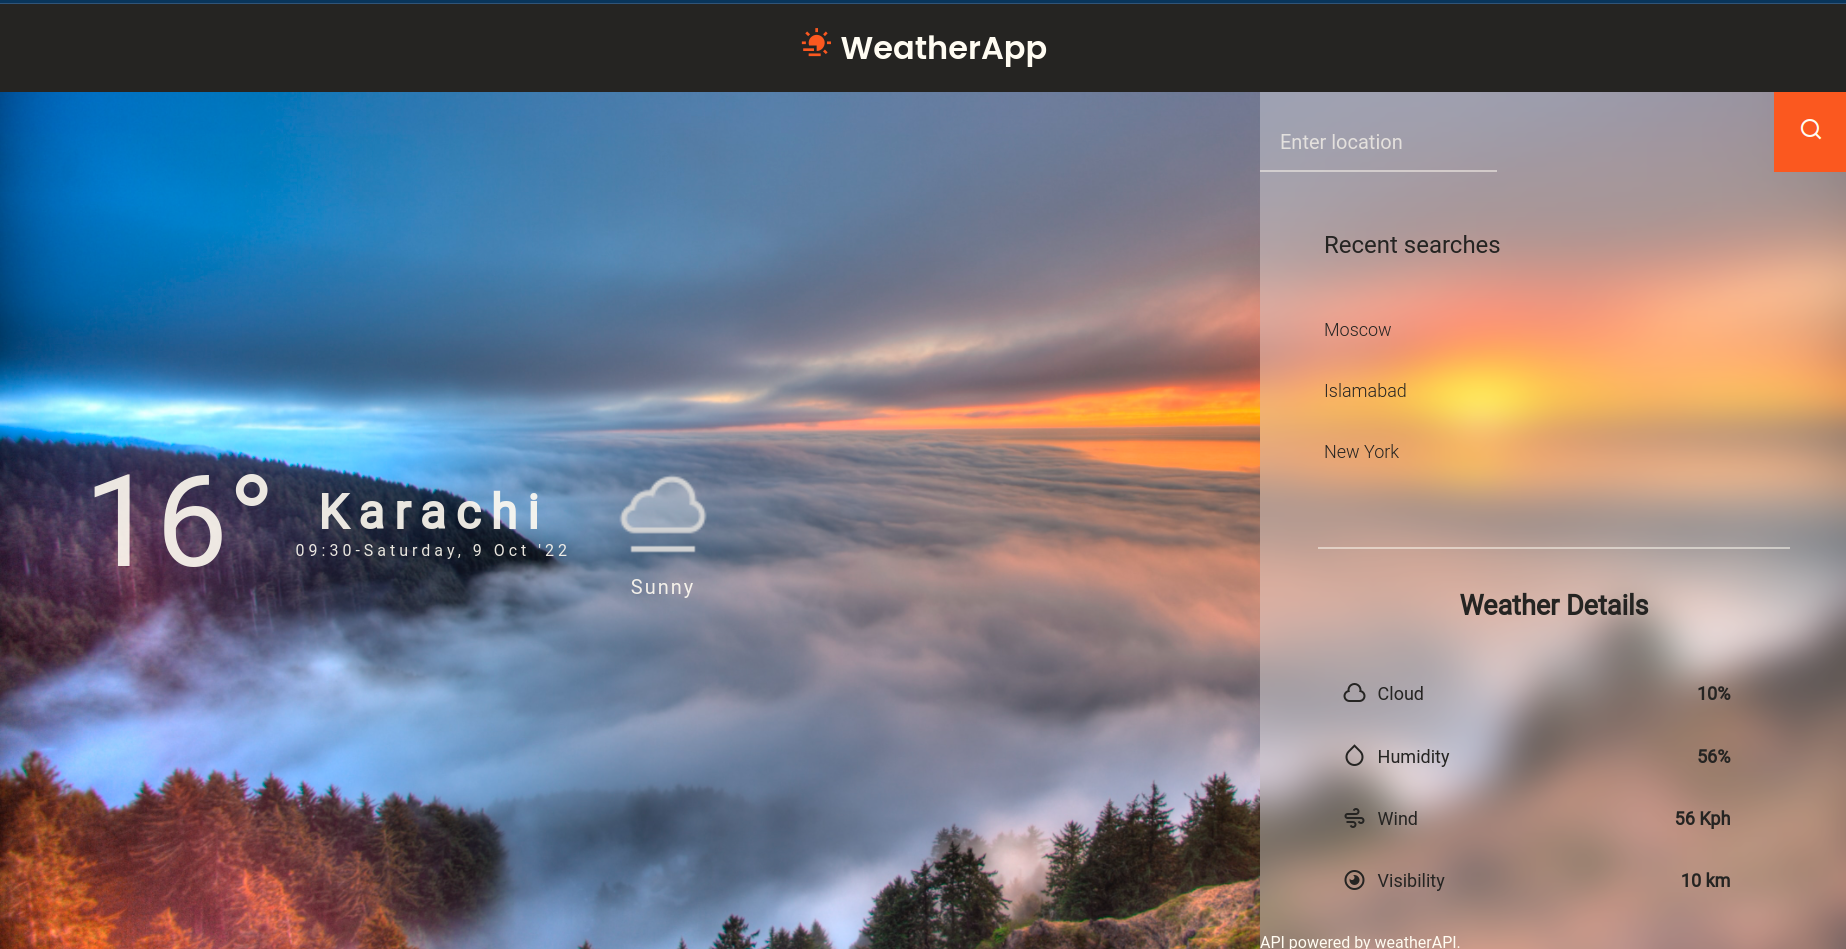 WeatherApp
Enter location
Recent searches
Moscow
Islamabad
New York
16°
Karachi
09:30-Saturday, 9 Oct '22
Sunny
Weather Details
Cloud 10%
Humidity 56%
Wind 56 Kph
Visibility 10 km
API powered by weatherAPI.